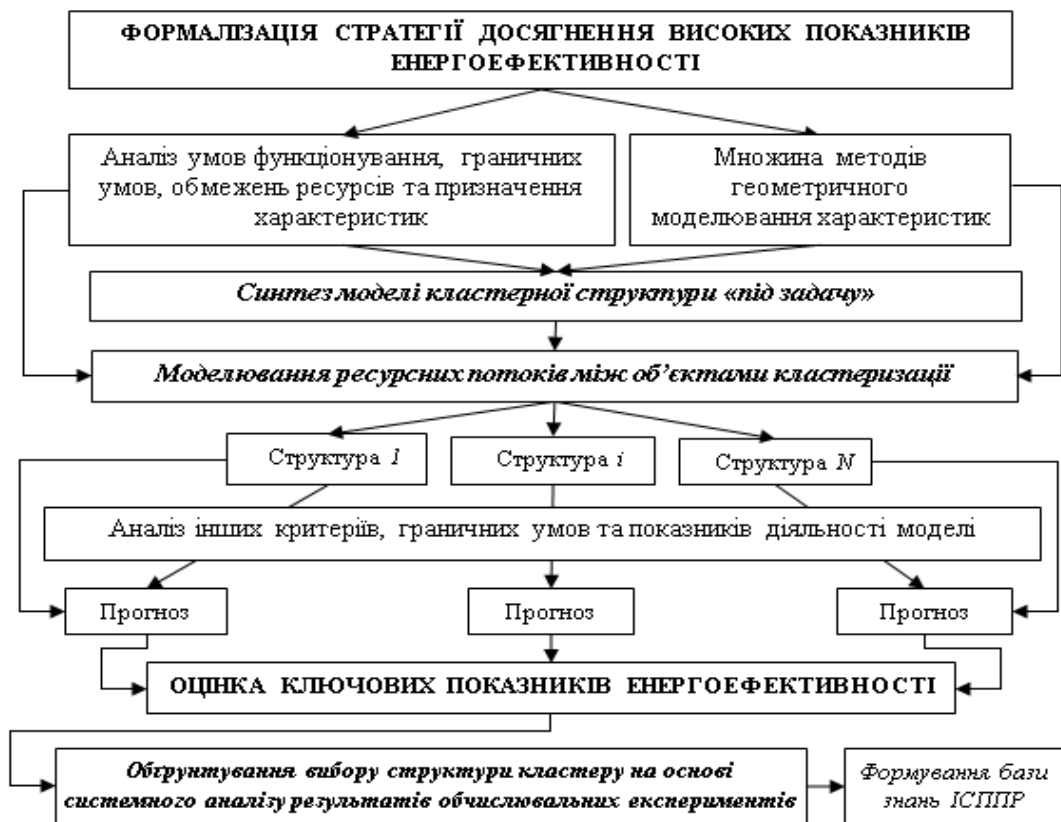 ФОРМАЛІЗАЦІЯ СТРАТЕГІЇ ДОСЯГНЕННЯ ВИСОКИХ ПОКАЗНИКІВ
ЕНЕРГОЕФЕКТИВНОСТІ
Аналіз умов функціонування, граничних
умов, обмежень ресурсів та призначення
характеристик
Множина методів
геометричного
моделювання характеристик
Синтез моделі кластерної структури «під задачу»
Моделювання ресурсних потоків між об’єктами кластеризації
Структура 1
Структура i
Структура N
Аналіз інших критеріїв, граничних умов та показників діяльності моделі
Прогноз
Прогноз
Прогноз
ОЦІНКА КЛЮЧОВИХ ПОКАЗНИКІВ ЕНЕРГОЕФЕКТИВНОСТІ
Обґрунтування вибору структури кластеру на основі
системного аналізу результатів обчислювальних експериментів
Формування бази
знань ІСППР